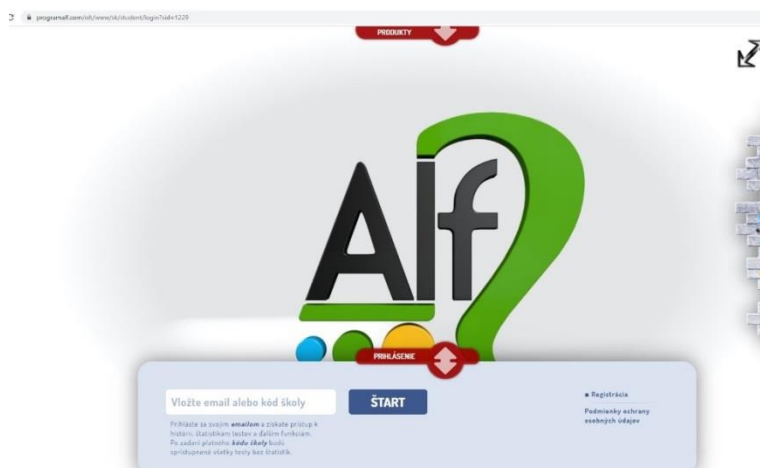 programalf.com/alt/www/sk/student/login?sid=1229
PRODUKTY
Alf
PRIHLÁSENIE
Vložte email alebo kód školy
ŠTART
Prihláste sa svojim emailom a získate prístup k
histórii, štatistikám testov a ďalším funkciám.
Po zadaní platného kódu školy budú
sprístupnené všetky testy bez štatistík.
Registrácia
Podmienky ochrany
osobných údajov